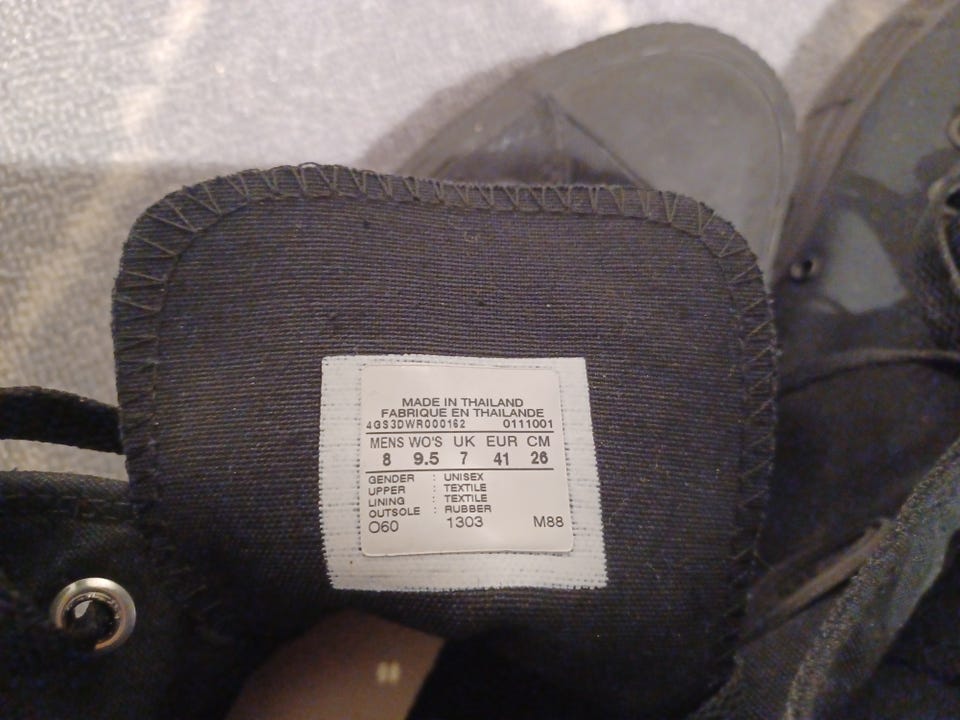 MADE IN THAILAND
FABRIQUE EN THAILANDE
4GS3DWR000162 0111001
MENS WO'S UK EUR CM
8 9.5 7 41 26
GENDER : UNISEX
UPPER : TEXTILE
LINING : TEXTILE
OUTSOLE : RUBBER
O60 1303 M88